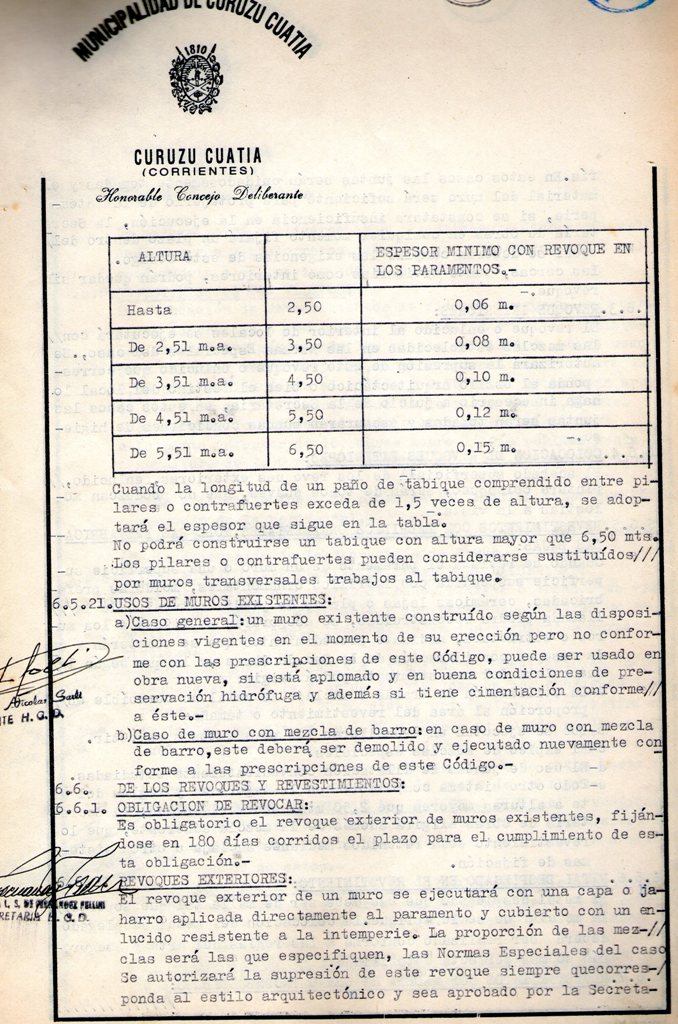 MUNICIPALIDAD DE CURUZU CUATIA
1810
CURUZU CUATIA
(CORRIENTES)
Honorable Concejo Deliberante
ALTURA
ESPESOR MINIMO CON REVOQUE EN
LOS PARAMENTOS.-
Hasta 2,50 0,06 m.
De 2,51 m.a. 3,50 0,08 m.
De 3,51 m.a. 4,50 0,10 m.
De 4,51 m.a. 5,50 0,12 m.
De 5,51 m.a. 6,50 0,15 m.
Cuando la longitud de un paño de tabique comprendido entre pi-
lares o contrafuertes exceda de 1,5 veces de altura, se adop-
tará el espesor que sigue en la tabla.
No podrá construirse un tabique con altura mayor que 6,50 mts.
Los pilares o contrafuertes pueden considerarse sustituídos///
por muros transversales trabajos al tabique.
6.5.21.USOS DE MUROS EXISTENTES:
a)Caso general:un muro existente construído según las disposi-
ciones vigentes en el momento de su erección pero no confor-
me con las prescripciones de este Código, puede ser usado en
obra nueva, si está aplomado y en buena condiciones de pre-
servación hidrófuga y además si tiene cimentación conforme//
a éste.-
b)Caso de muro con mezcla de barro:en caso de muro con mezcla
de barro,este deberá ser demolido y ejecutado nuevamente con
forme a las prescripciones de este Código.-
6.6. DE LOS REVOQUES Y REVESTIMIENTOS:
6.6.1. OBLIGACION DE REVOCAR:
Es obligatorio el revoque exterior de muros existentes, fiján-
dose en 180 días corridos el plazo para el cumplimiento de es-
ta obligación.-
REVOQUES EXTERIORES:
El revoque exterior de un muro se ejecutará con una capa o ja-
harro aplicada directamente al paramento y cubierto con un en-
lucido resistente a la intemperie. La proporción de las mez-//
clas será las que especifiquen, las Normas Especiales del caso
Se autorizará la supresión de este revoque siempre quecorres-/
ponda al estilo arquitectónico y sea aprobado por la Secreta-
Nicolas
H. C. D.
H. C. D.